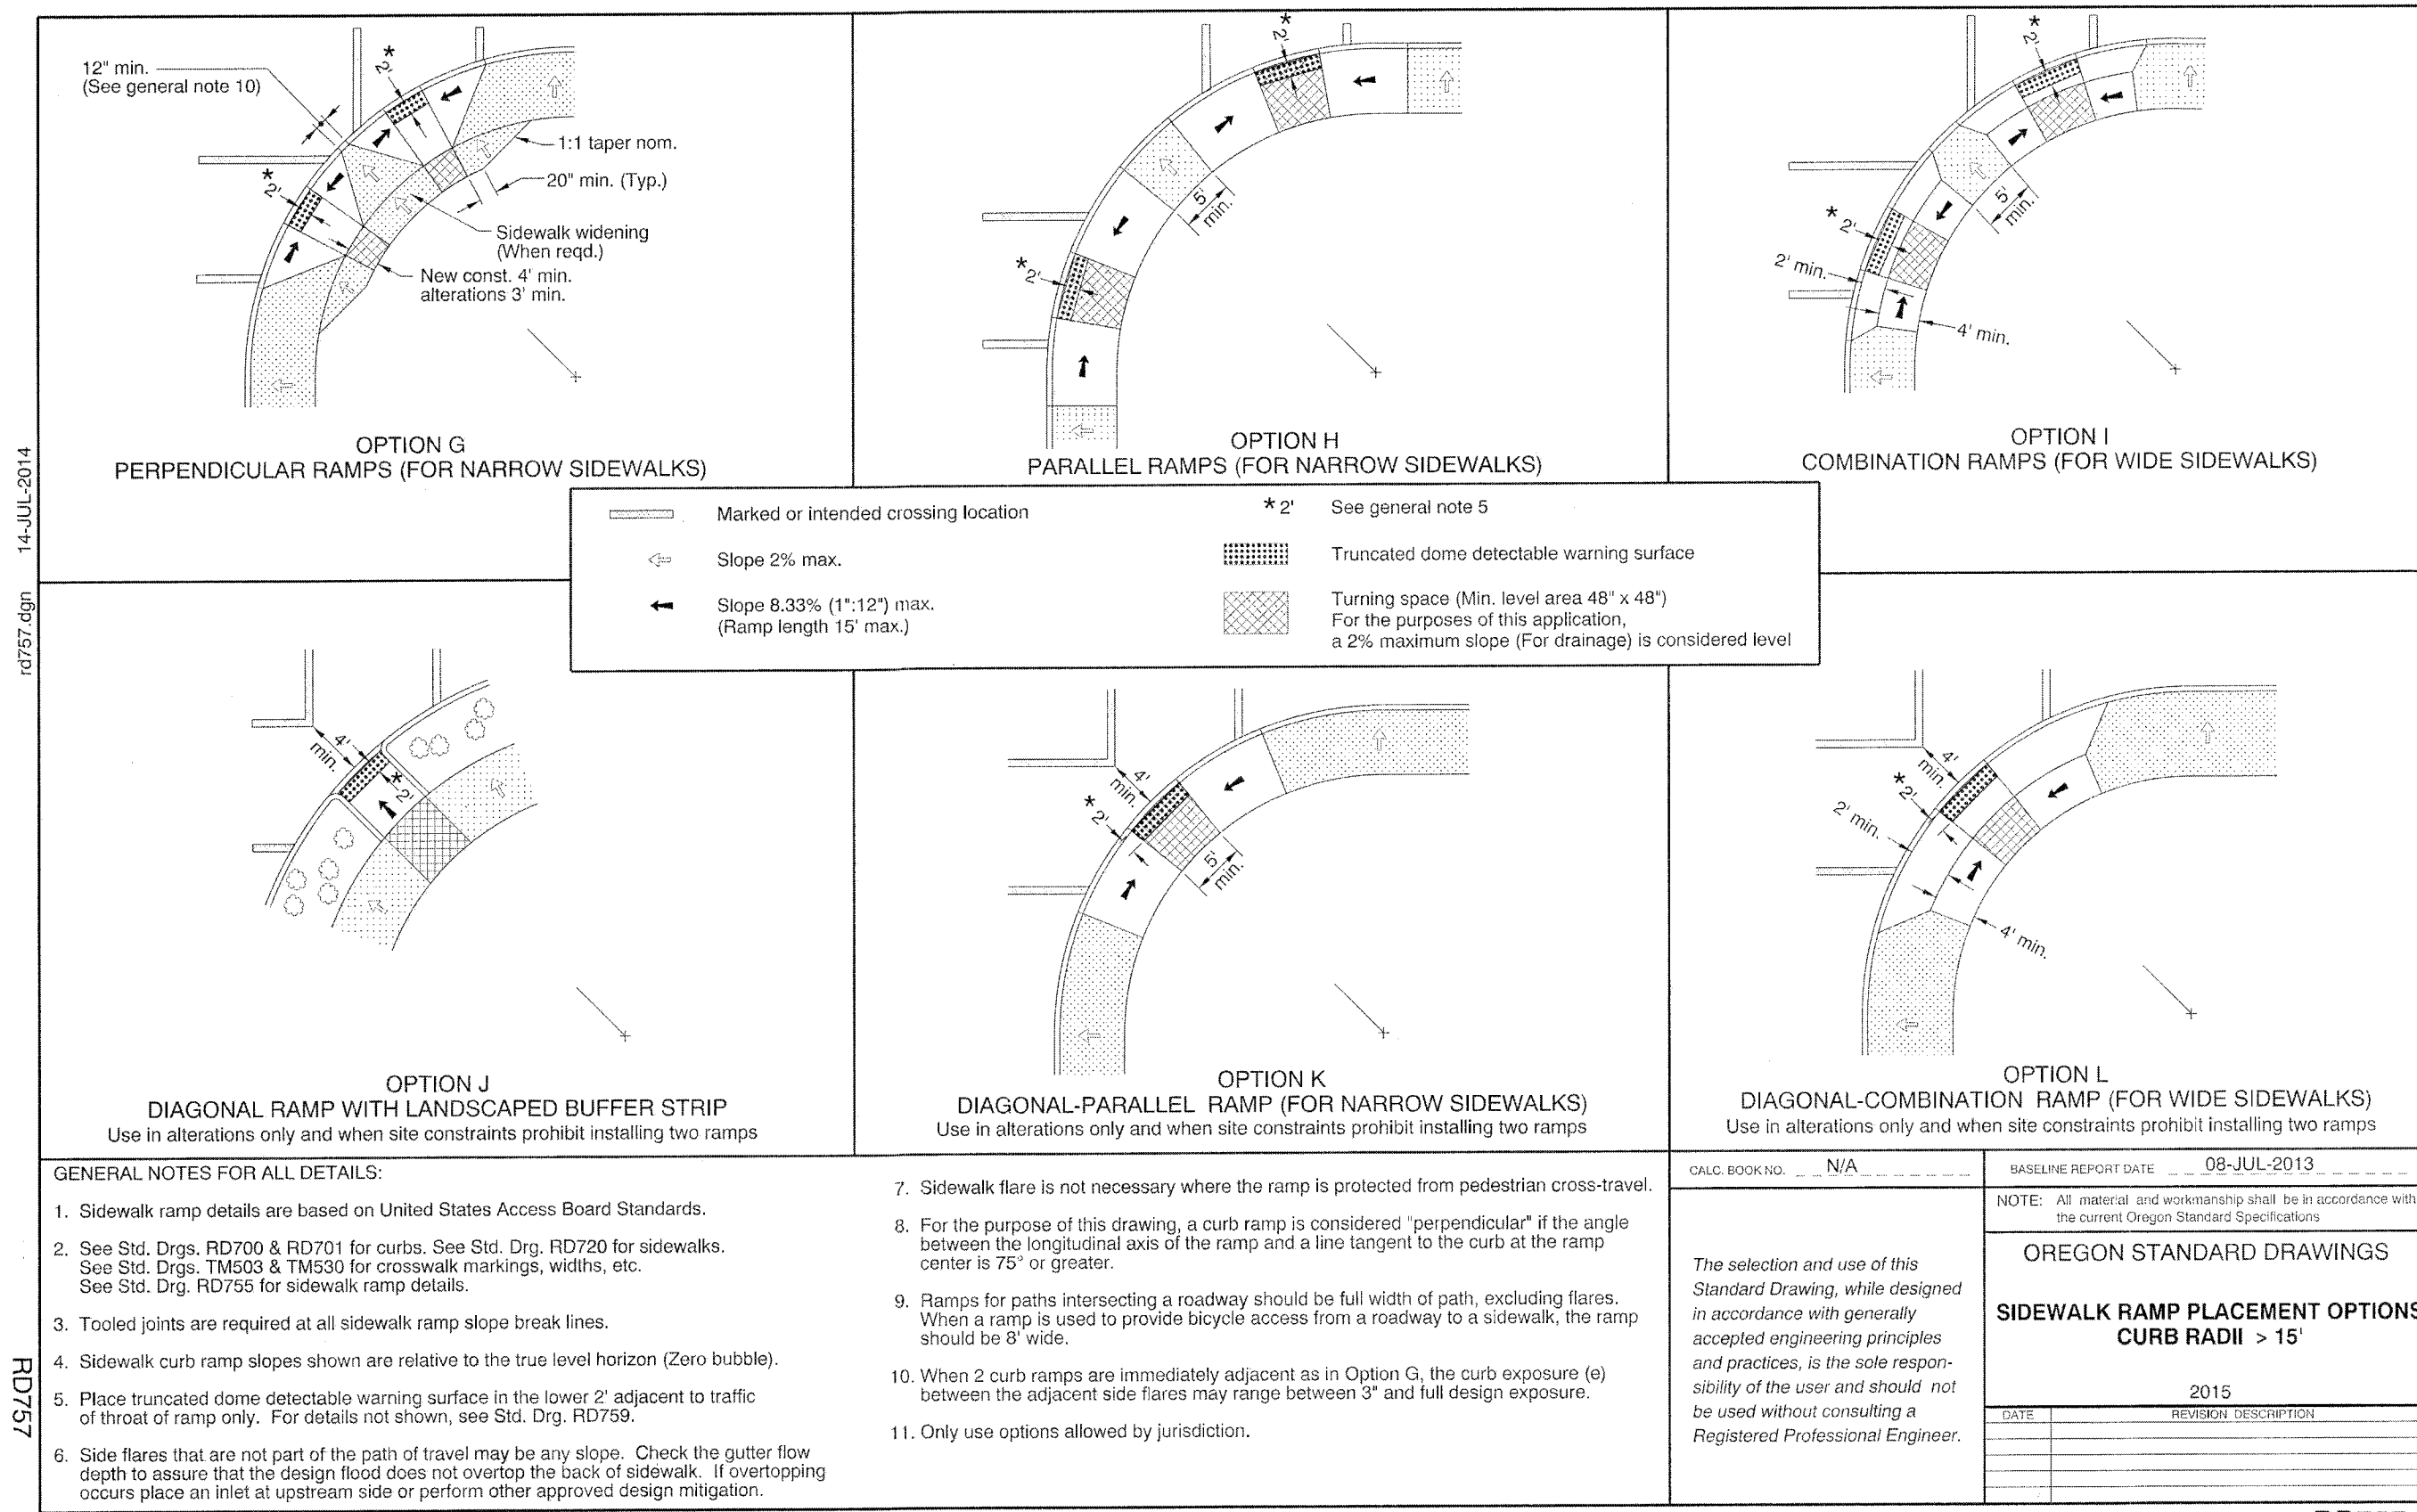 12" min.
(See general note 10)
*
2'
*
2'
1:1 taper nom.
20" min. (Typ.)
Sidewalk widening
(When reqd.)
New const. 4' min.
alterations 3' min.
OPTION G
PERPENDICULAR RAMPS (FOR NARROW SIDEWALKS)
*
2'
5'
min.
*
2'
OPTION H
PARALLEL RAMPS (FOR NARROW SIDEWALKS)
*
2'
5'
min.
* 2'
2' min.
4' min.
OPTION I
COMBINATION RAMPS (FOR WIDE SIDEWALKS)
Marked or intended crossing location
Slope 2% max.
Slope 8.33% (1":12") max.
(Ramp length 15' max.)
* 2' See general note 5
Truncated dome detectable warning surface
Turning space (Min. level area 48" x 48")
For the purposes of this application,
a 2% maximum slope (For drainage) is considered level
14-JUL-2014
rd757.dgn
4'
min.
*
2'
OPTION J
DIAGONAL RAMP WITH LANDSCAPED BUFFER STRIP
Use in alterations only and when site constraints prohibit installing two ramps
4'
min.
*
2'
5'
min.
OPTION K
DIAGONAL-PARALLEL RAMP (FOR NARROW SIDEWALKS)
Use in alterations only and when site constraints prohibit installing two ramps
4'
min.
*
2'
2' min.
4' min.
OPTION L
DIAGONAL-COMBINATION RAMP (FOR WIDE SIDEWALKS)
Use in alterations only and when site constraints prohibit installing two ramps
GENERAL NOTES FOR ALL DETAILS:
1. Sidewalk ramp details are based on United States Access Board Standards.
2. See Std. Drgs. RD700 & RD701 for curbs. See Std. Drg. RD720 for sidewalks.
See Std. Drgs. TM503 & TM530 for crosswalk markings, widths, etc.
See Std. Drg. RD755 for sidewalk ramp details.
3. Tooled joints are required at all sidewalk ramp slope break lines.
4. Sidewalk curb ramp slopes shown are relative to the true level horizon (Zero bubble).
5. Place truncated dome detectable warning surface in the lower 2' adjacent to traffic
of throat of ramp only. For details not shown, see Std. Drg. RD759.
6. Side flares that are not part of the path of travel may be any slope. Check the gutter flow
depth to assure that the design flood does not overtop the back of sidewalk. If overtopping
occurs place an inlet at upstream side or perform other approved design mitigation.
7. Sidewalk flare is not necessary where the ramp is protected from pedestrian cross-travel.
8. For the purpose of this drawing, a curb ramp is considered "perpendicular" if the angle
between the longitudinal axis of the ramp and a line tangent to the curb at the ramp
center is 75° or greater.
9. Ramps for paths intersecting a roadway should be full width of path, excluding flares.
When a ramp is used to provide bicycle access from a roadway to a sidewalk, the ramp
should be 8' wide.
10. When 2 curb ramps are immediately adjacent as in Option G, the curb exposure (e)
between the adjacent side flares may range between 3" and full design exposure.
11. Only use options allowed by jurisdiction.
CALC. BOOK NO. N/A
BASELINE REPORT DATE 08-JUL-2013
NOTE: All material and workmanship shall be in accordance with
the current Oregon Standard Specifications
The selection and use of this
Standard Drawing, while designed
in accordance with generally
accepted engineering principles
and practices, is the sole respon-
sibility of the user and should not
be used without consulting a
Registered Professional Engineer.
OREGON STANDARD DRAWINGS
SIDEWALK RAMP PLACEMENT OPTIONS
CURB RADII > 15'
2015
DATE REVISION DESCRIPTION
RD757